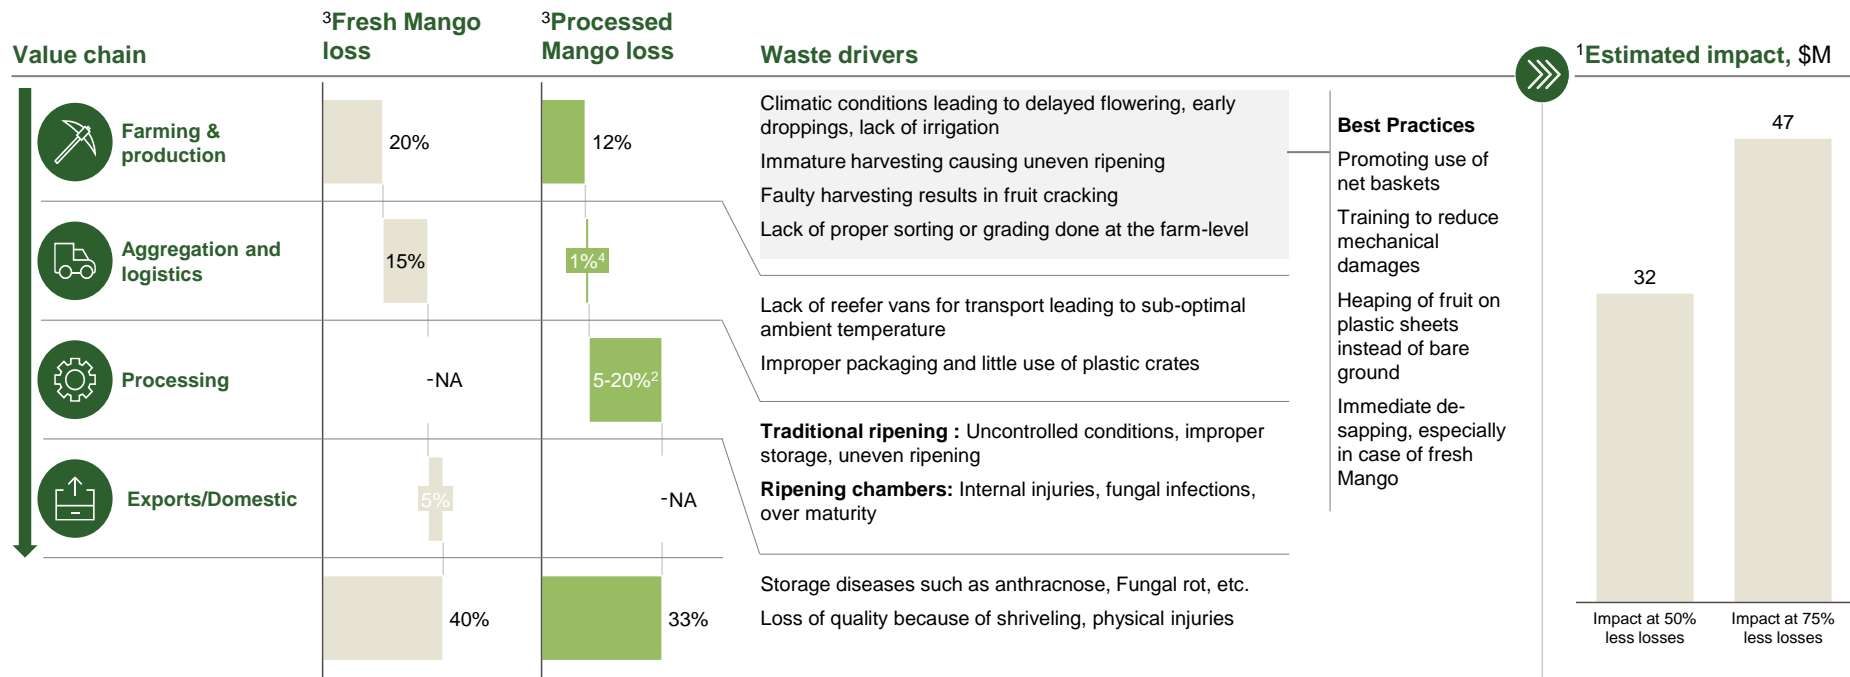 Value chain
³Fresh Mango
loss
³Processed
Mango loss
Waste drivers
¹Estimated impact, $M
Farming &
production
20%
12%
Climatic conditions leading to delayed flowering, early
droppings, lack of irrigation
Immature harvesting causing uneven ripening
Faulty harvesting results in fruit cracking
Lack of proper sorting or grading done at the farm-level
Aggregation and
logistics
15%
1%⁴
Lack of reefer vans for transport leading to sub-optimal
ambient temperature
Improper packaging and little use of plastic crates
Processing
-NA
5-20%²
Traditional ripening : Uncontrolled conditions, improper
storage, uneven ripening
Ripening chambers: Internal injuries, fungal infections,
over maturity
Exports/Domestic
5%
-NA
Storage diseases such as anthracnose, Fungal rot, etc.
Loss of quality because of shriveling, physical injuries
40%
33%
Best Practices
Promoting use of
net baskets
Training to reduce
mechanical
damages
Heaping of fruit on
plastic sheets
instead of bare
ground
Immediate de-
sapping, especially
in case of fresh
Mango
32
47
Impact at 50%
less losses
Impact at 75%
less losses